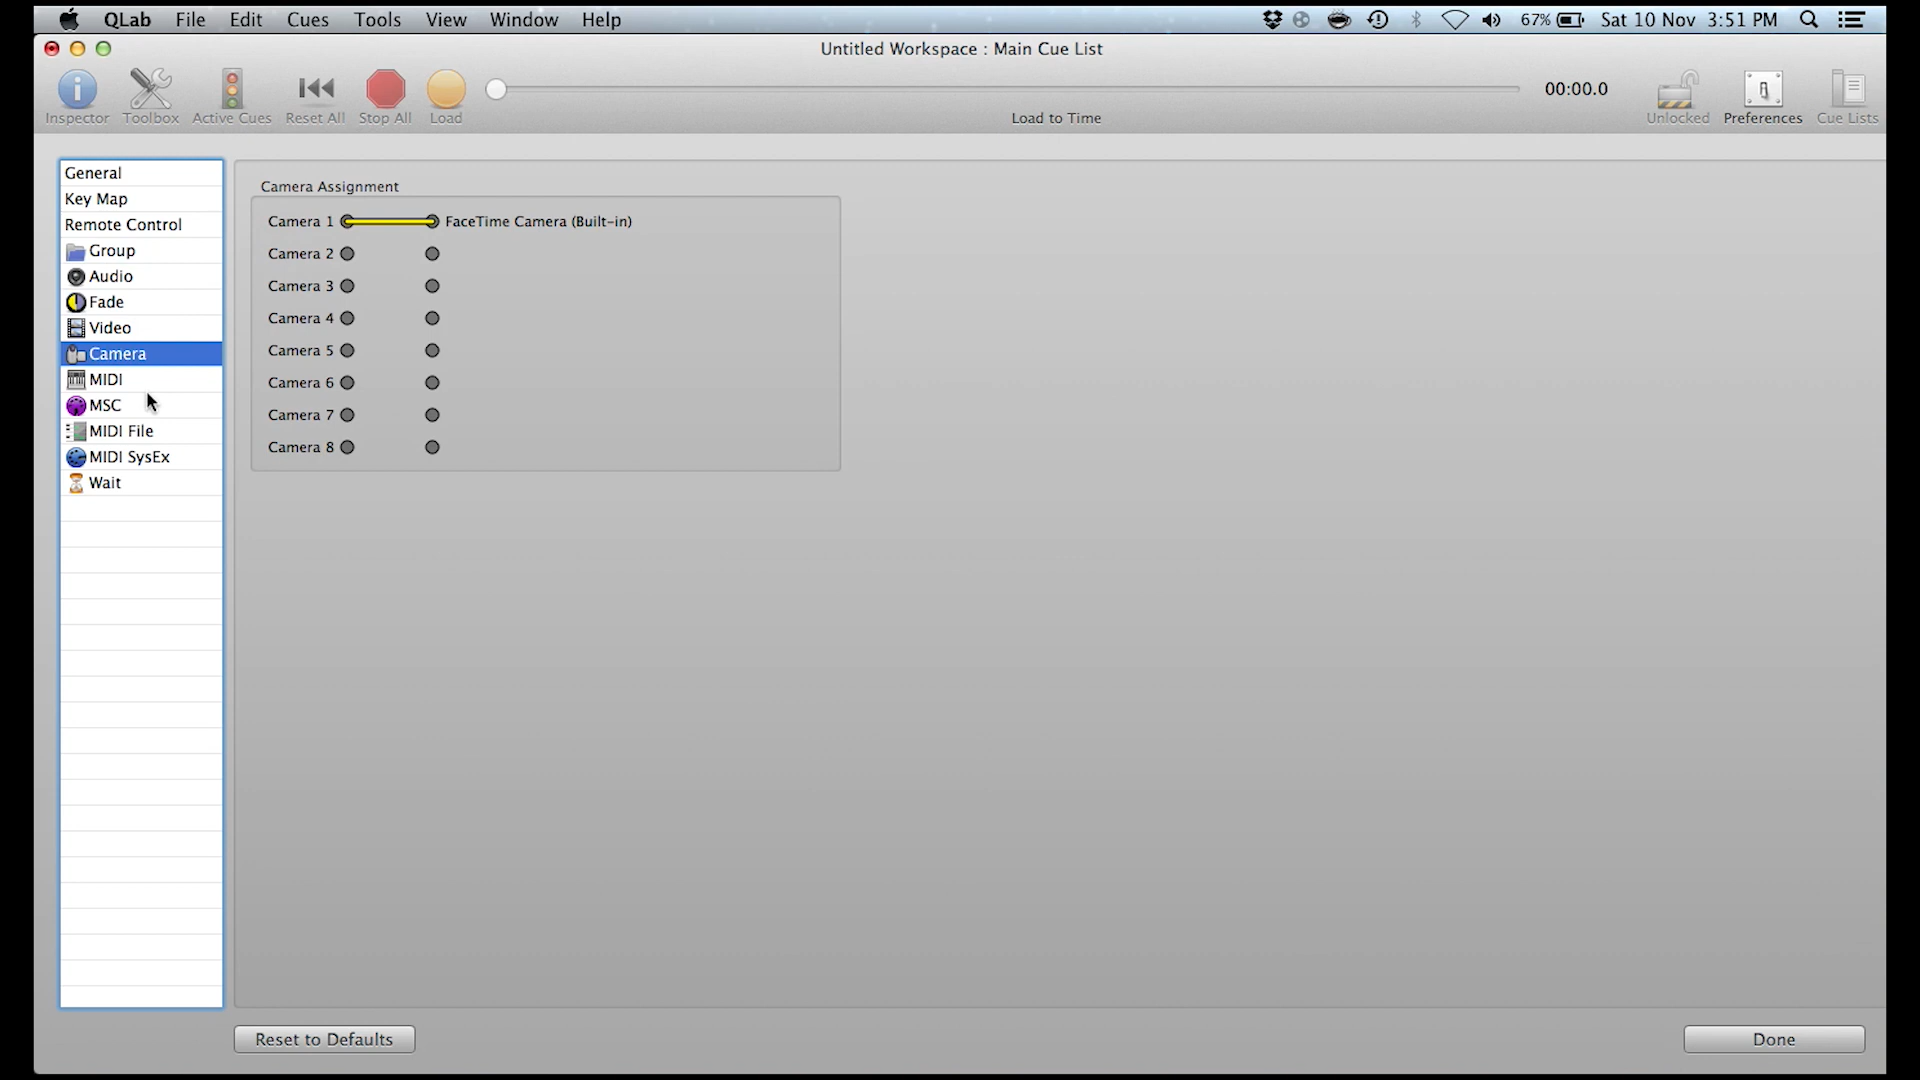 QLab File Edit Cues Tools View Window Help 67% Sat 10 Nov 3:51 PM
Untitled Workspace : Main Cue List
00:00.0
Inspector Toolbox Active Cues Reset All Stop All Load Load to Time Unlocked Preferences Cue Lists
General
Key Map
Remote Control
Group
Audio
Fade
Video
Camera
MIDI
MSC
MIDI File
MIDI SysEx
Wait
Camera Assignment
Camera 1 FaceTime Camera (Built-in)
Camera 2
Camera 3
Camera 4
Camera 5
Camera 6
Camera 7
Camera 8
Reset to Defaults Done